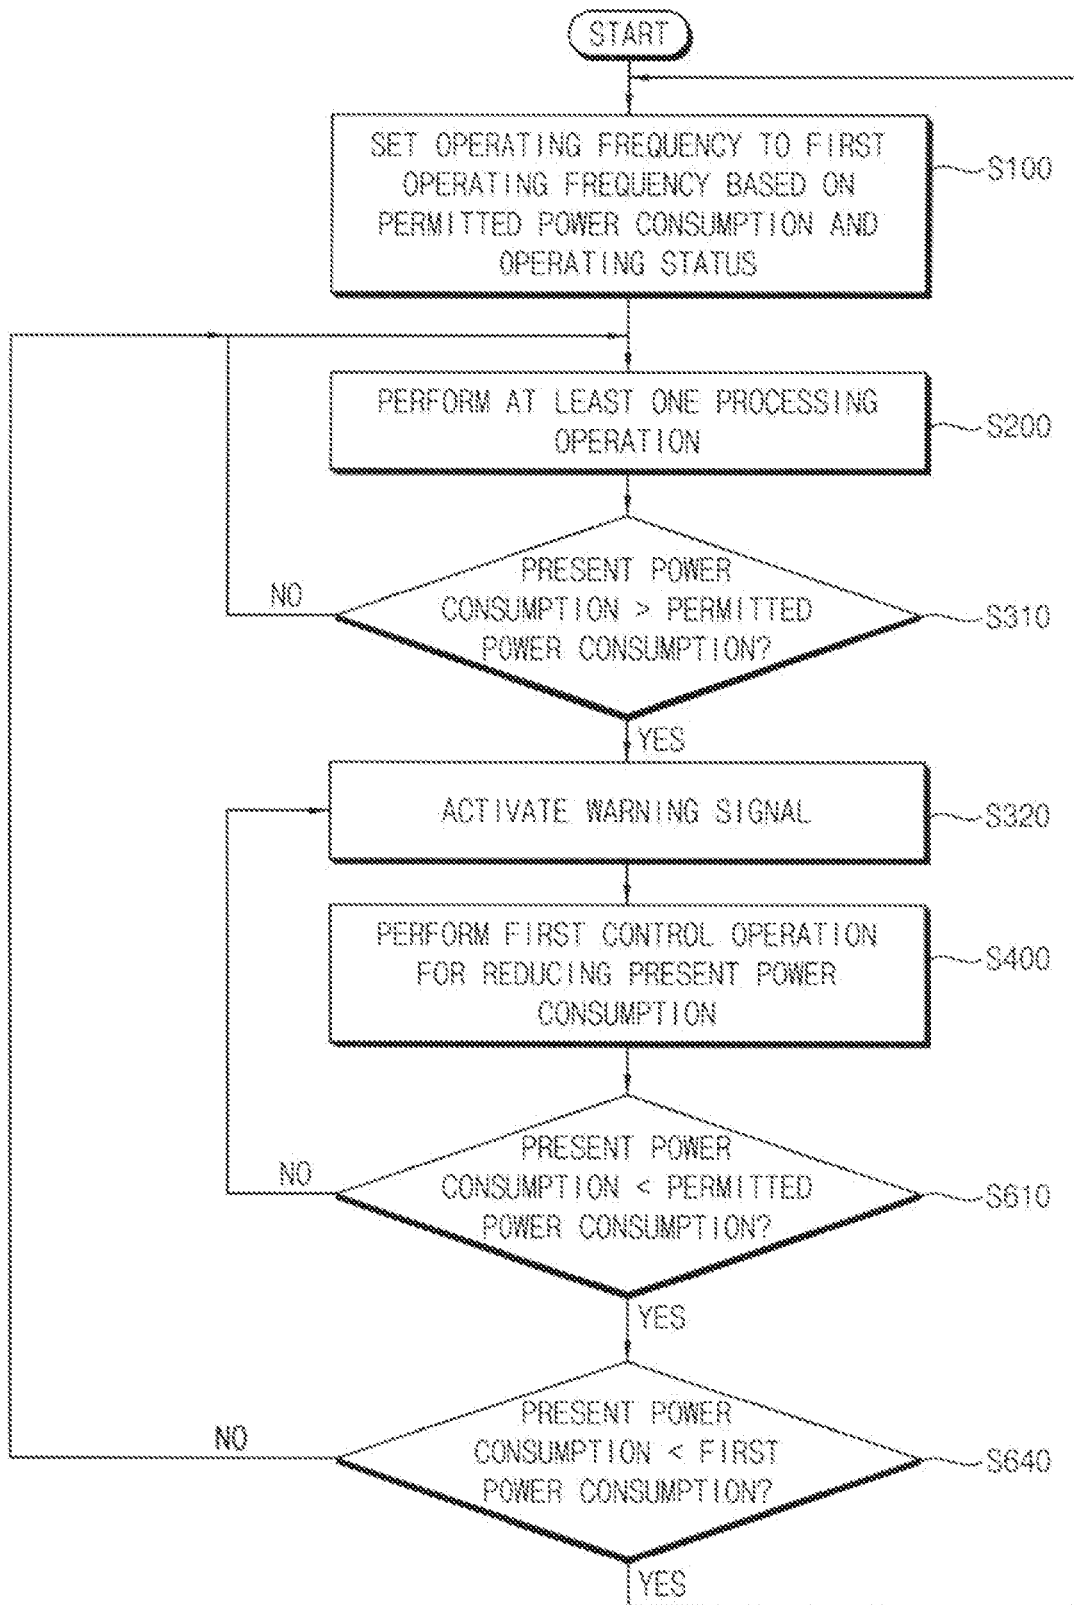 START
SET OPERATING FREQUENCY TO FIRST
OPERATING FREQUENCY BASED ON
PERMITTED POWER CONSUMPTION AND
OPERATING STATUS
S100
PERFORM AT LEAST ONE PROCESSING
OPERATION
S200
PRESENT POWER
CONSUMPTION > PERMITTED
POWER CONSUMPTION?
NO
S310
YES
ACTIVATE WARNING SIGNAL
S320
PERFORM FIRST CONTROL OPERATION
FOR REDUCING PRESENT POWER
CONSUMPTION
S400
PRESENT POWER
CONSUMPTION < PERMITTED
POWER CONSUMPTION?
NO
S610
YES
PRESENT POWER
CONSUMPTION < FIRST
POWER CONSUMPTION?
NO
S640
YES